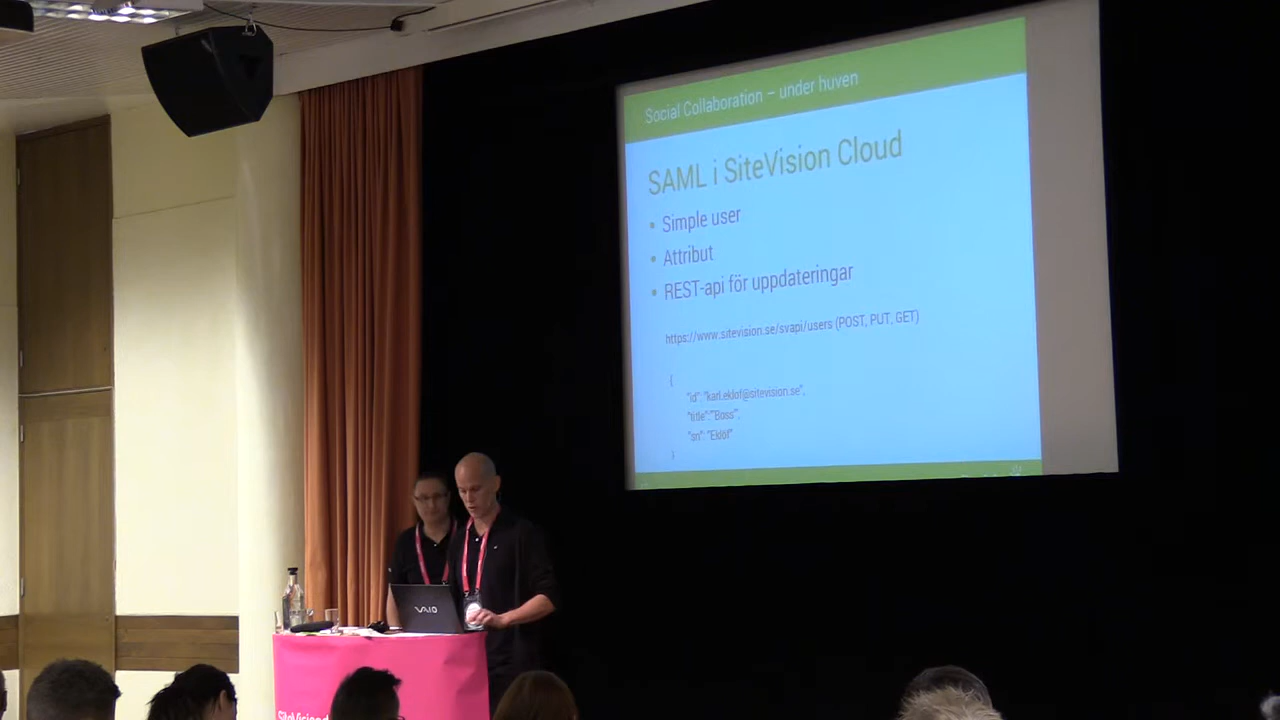 Social Collaboration – under huven
SAML i SiteVision Cloud
• Simple user
• Attribut
• REST-api för uppdateringar
https://www.sitevision.se/svapi/users (POST, PUT, GET)
{
"id": "karl.eklof@sitevision.se",
"title":"Boss",
"sn": "Eklöf"
}
VAIO